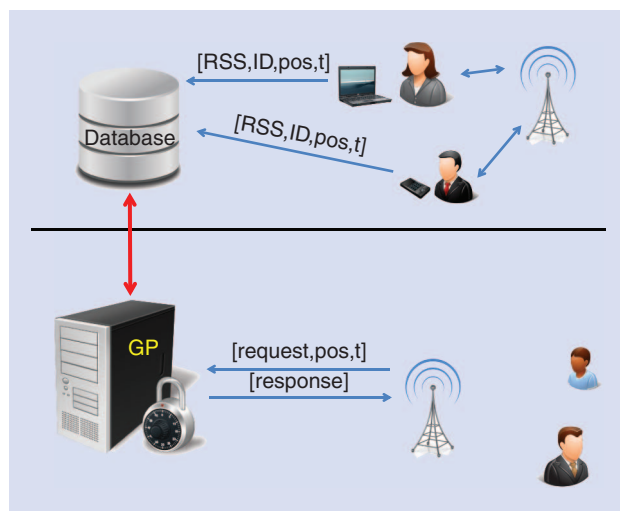 [RSS,ID,pos,t]
[RSS,ID,pos,t]
Database
GP
[request,pos,t]
[response]